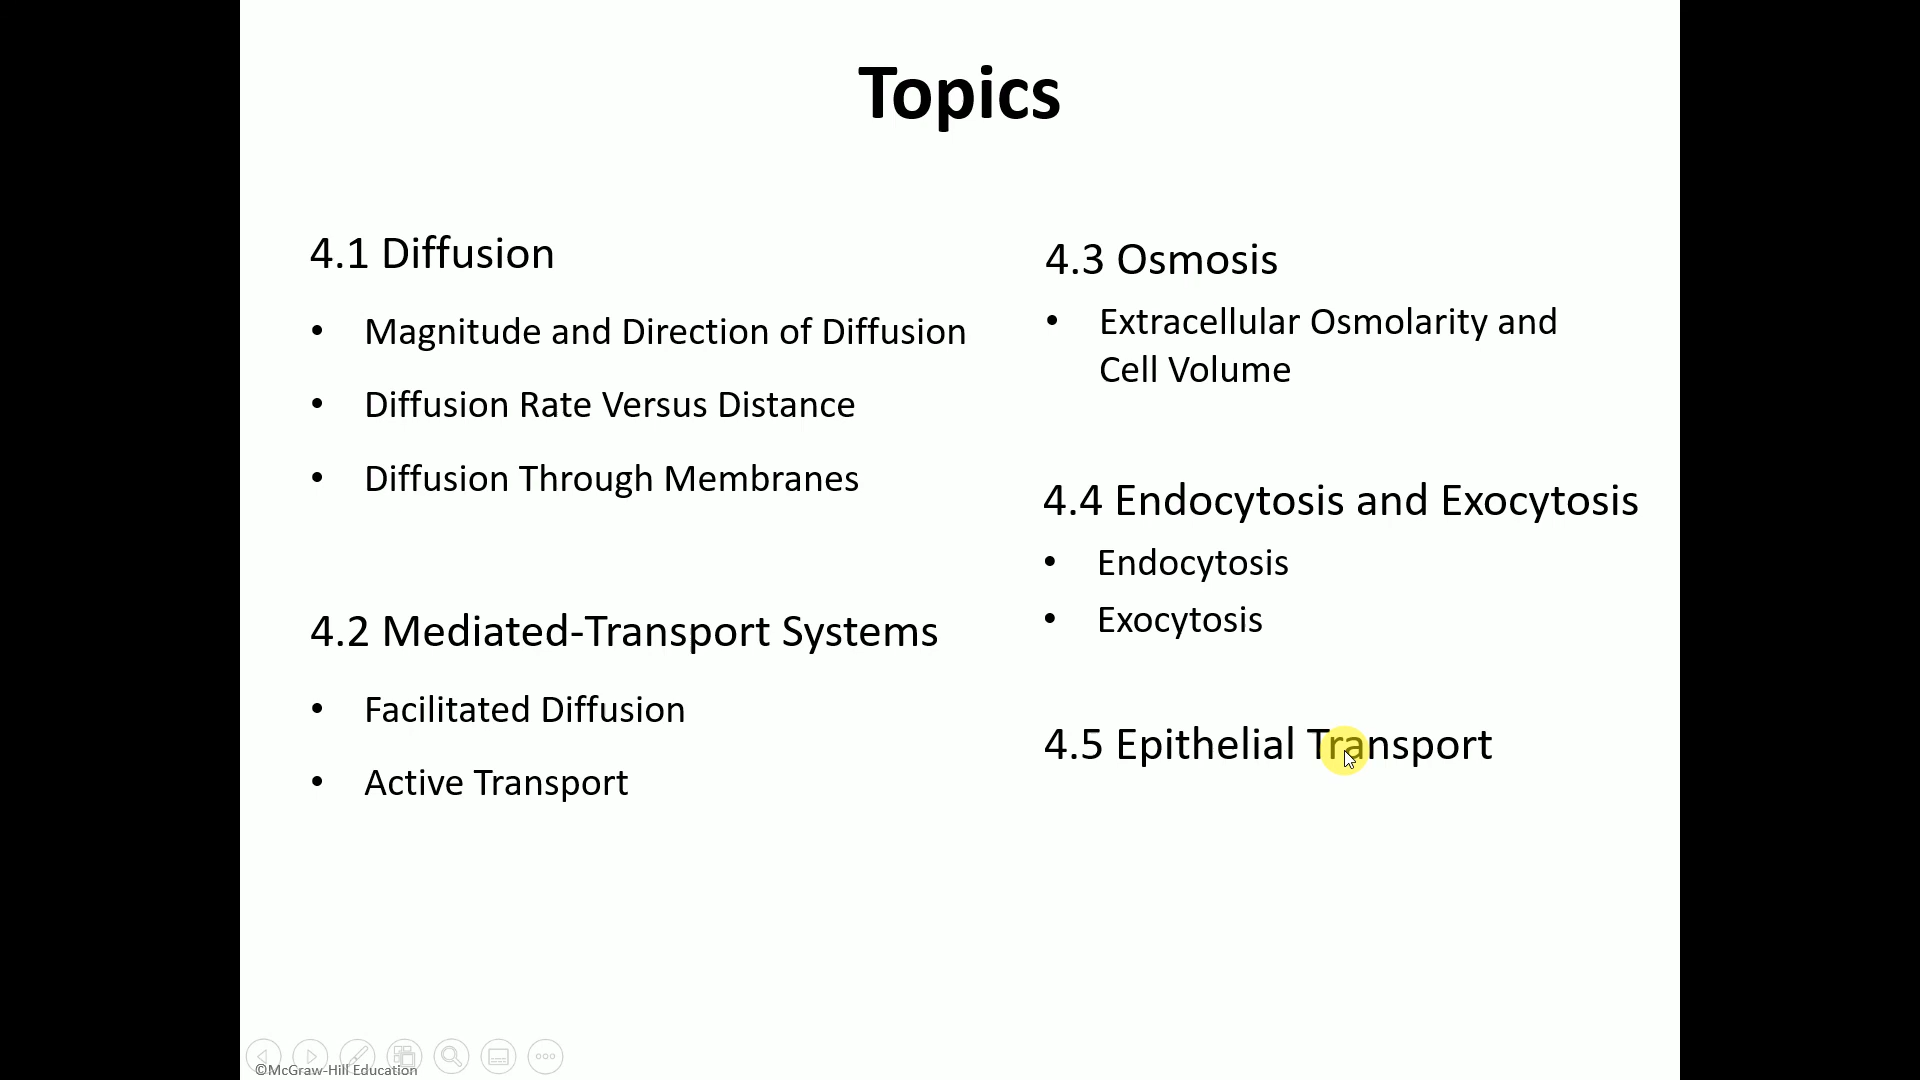 Topics
4.1 Diffusion
• Magnitude and Direction of Diffusion
• Diffusion Rate Versus Distance
• Diffusion Through Membranes
4.2 Mediated-Transport Systems
• Facilitated Diffusion
• Active Transport
4.3 Osmosis
• Extracellular Osmolarity and
Cell Volume
4.4 Endocytosis and Exocytosis
• Endocytosis
• Exocytosis
4.5 Epithelial Transport
©McGraw-Hill Education